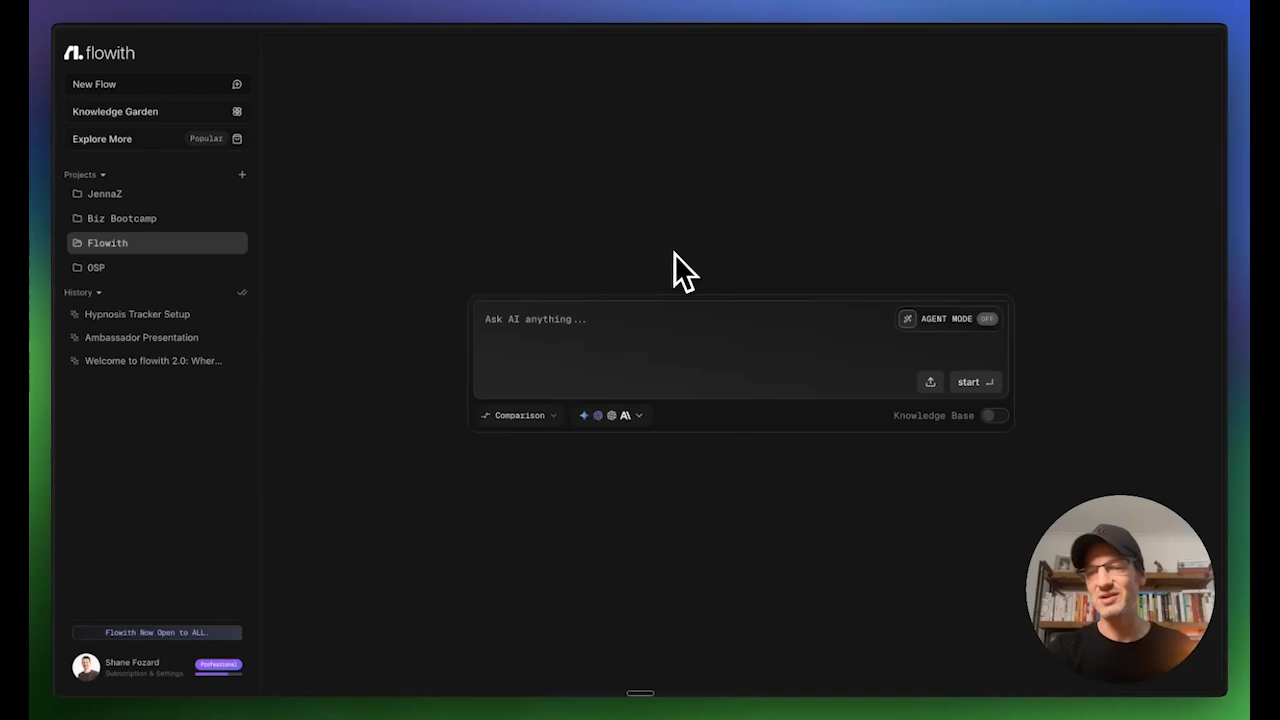 flowith
New Flow
Knowledge Garden
Explore More Popular
Projects
JennaZ
Biz Bootcamp
Flowith
OSP
History
Hypnosis Tracker Setup
Ambassador Presentation
Welcome to flowith 2.0: Wher...
Flowith Now Open to ALL.
Shane Fozard Professional
Subscription & Settings
Ask AI anything... AGENT MODE OFF
start
Comparison Knowledge Base